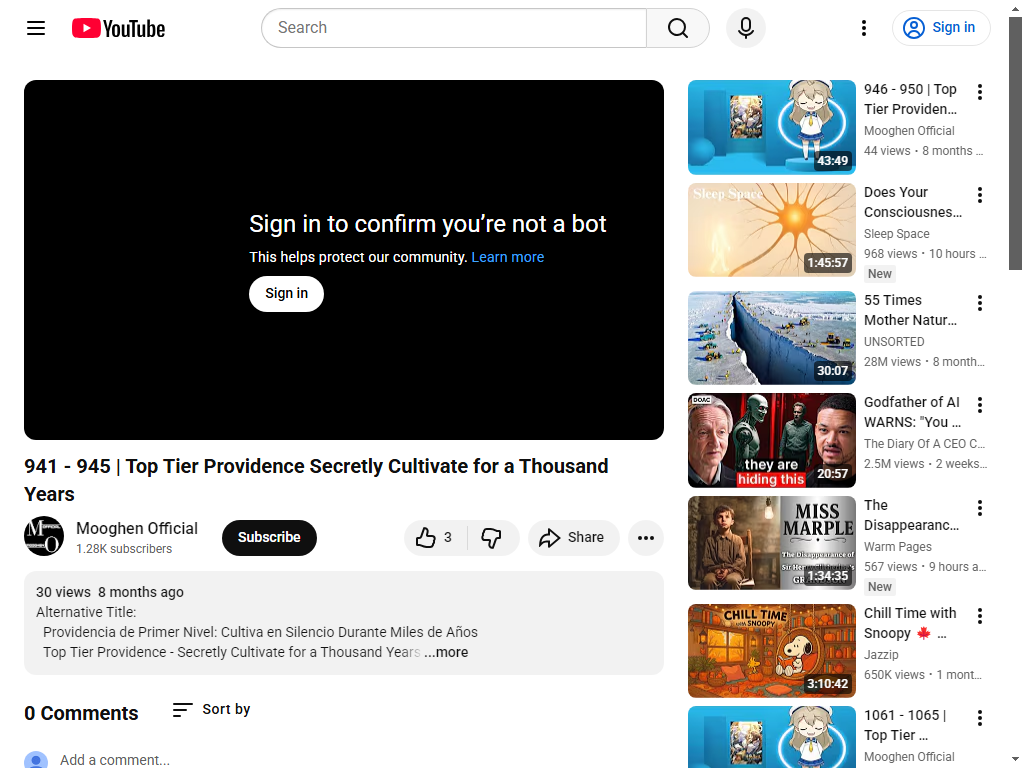 YouTube
Search
Sign in
Sign in to confirm you’re not a bot
This helps protect our community. Learn more
Sign in
941 - 945 | Top Tier Providence Secretly Cultivate for a Thousand
Years
Mooghen Official
1.28K subscribers
Subscribe
3
Share
30 views 8 months ago
Alternative Title:
Providencia de Primer Nivel: Cultiva en Silencio Durante Miles de Años
Top Tier Providence - Secretly Cultivate for a Thousand Years ...more
0 Comments
Sort by
Add a comment...
43:49
946 - 950 | Top
Tier Providen...
Mooghen Official
44 views • 8 months ...
Sleep Space
1:45:57
Does Your
Consciousnes...
Sleep Space
968 views • 10 hours ...
New
30:07
55 Times
Mother Natur...
UNSORTED
28M views • 8 month...
DOAC
they are
hiding this
20:57
Godfather of AI
WARNS: "You ...
The Diary Of A CEO C...
2.5M views • 2 weeks...
MISS
MARPLE
The Disappearance of
1:34:35
The
Disappearanc...
Warm Pages
567 views • 9 hours a...
New
CHILL TIME
WITH SNOOPY
3:10:42
Chill Time with
Snoopy 🍁 ...
Jazzip
650K views • 1 mont...
1061 - 1065 |
Top Tier ...
Mooghen Official